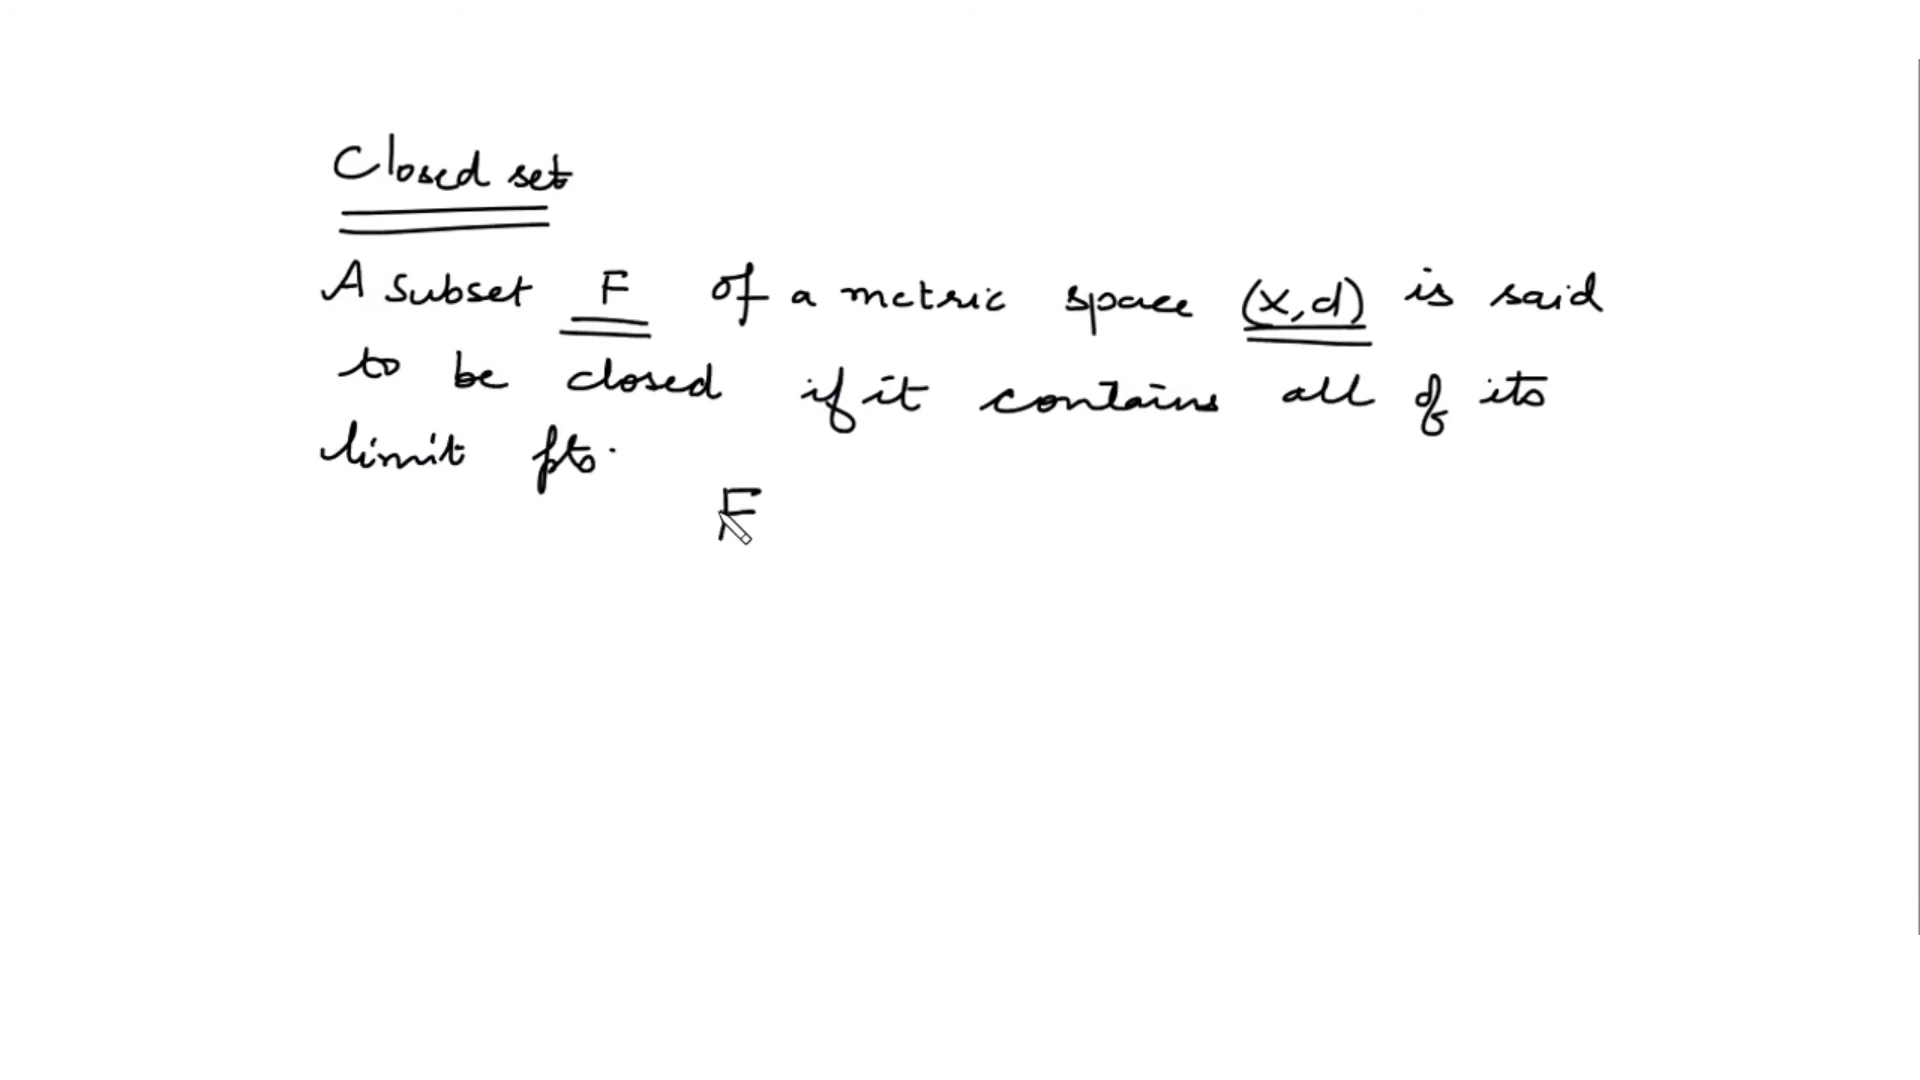 Closed set
A subset F of a metric space (X,d) is said
to be closed if it contains all of its
limit pts.
F